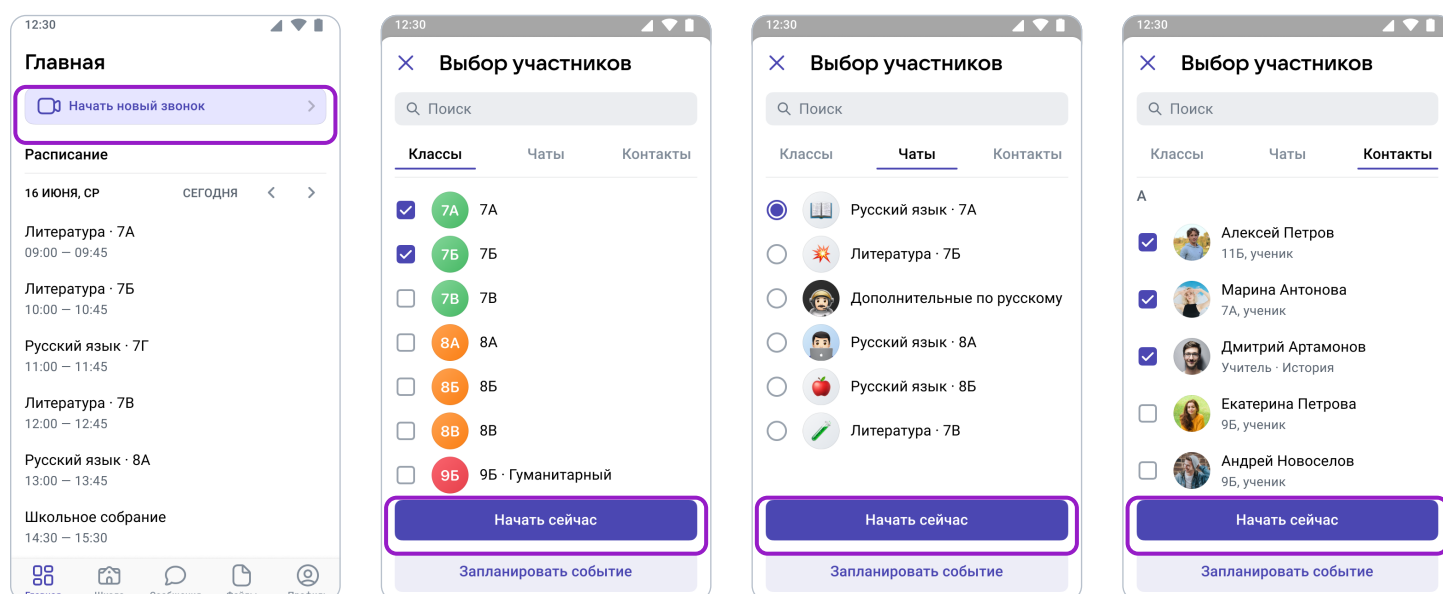 12:30
Главная
Начать новый звонок
Расписание
16 ИЮНЯ, СР СЕГОДНЯ
Литература · 7А
09:00 — 09:45
Литература · 7Б
10:00 — 10:45
Русский язык · 7Г
11:00 — 11:45
Литература · 7В
12:00 — 12:45
Русский язык · 8А
13:00 — 13:45
Школьное собрание
14:30 — 15:30
12:30
Выбор участников
Поиск
Классы Чаты Контакты
7А 7А
7Б 7Б
7В 7В
8А 8А
8Б 8Б
8В 8В
9Б 9Б · Гуманитарный
Начать сейчас
Запланировать событие
12:30
Выбор участников
Поиск
Классы Чаты Контакты
Русский язык · 7А
Литература · 7Б
Дополнительные по русскому
Русский язык · 8А
Русский язык · 8Б
Литература · 7В
Начать сейчас
Запланировать событие
12:30
Выбор участников
Поиск
Классы Чаты Контакты
А
Алексей Петров
11Б, ученик
Марина Антонова
7А, ученик
Дмитрий Артамонов
Учитель · История
Екатерина Петрова
9Б, ученик
Андрей Новоселов
9Б, ученик
Начать сейчас
Запланировать событие